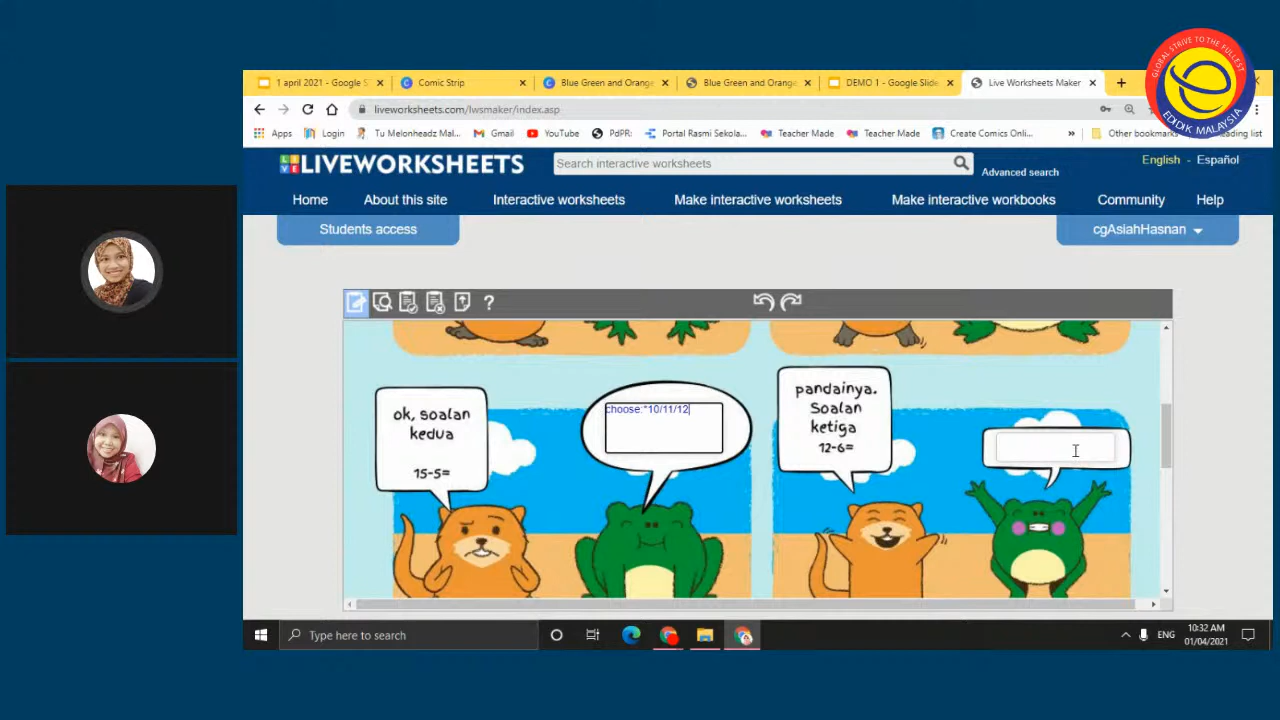 GLOBAL STRIVE TO THE FULLEST
EDIDIK MALAYSIA
1 april 2021 - Google S
Comic Strip
Blue Green and Orange
Blue Green and Orange
DEMO 1 - Google Slide
Live Worksheets Maker
liveworksheets.com/lwsmaker/index.asp
Apps
Login
Tu Melonheadz Mal...
Gmail
YouTube
PdPR:
Portal Rasmi Sekola...
Teacher Made
Teacher Made
Create Comics Onli...
»
Other bookmarks
ing list
LIVEWORKSHEETS
Search interactive worksheets
Advanced search
English - Español
Home
About this site
Interactive worksheets
Make interactive worksheets
Make interactive workbooks
Community
Help
Students access
cgAsiahHasnan
?
ok, soalan
kedua
15-5=
choose:*10/11/12
pandainya.
Soalan
ketiga
12-6=
Type here to search
ENG
10:32 AM
01/04/2021